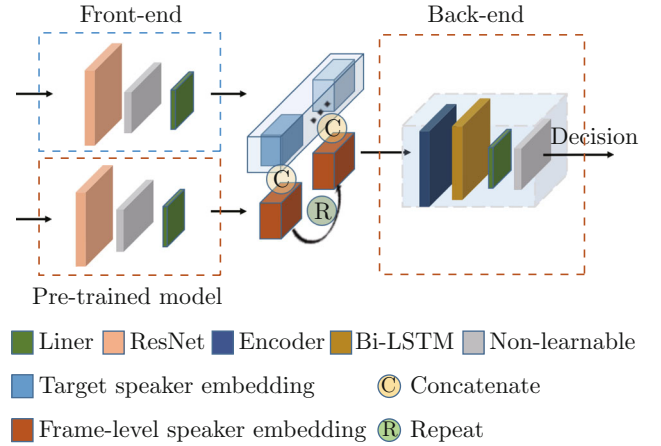 Front-end
Back-end
C
C
Decision
R
Pre-trained model
Liner ResNet Encoder Bi-LSTM Non-learnable
Target speaker embedding C Concatenate
Frame-level speaker embedding R Repeat